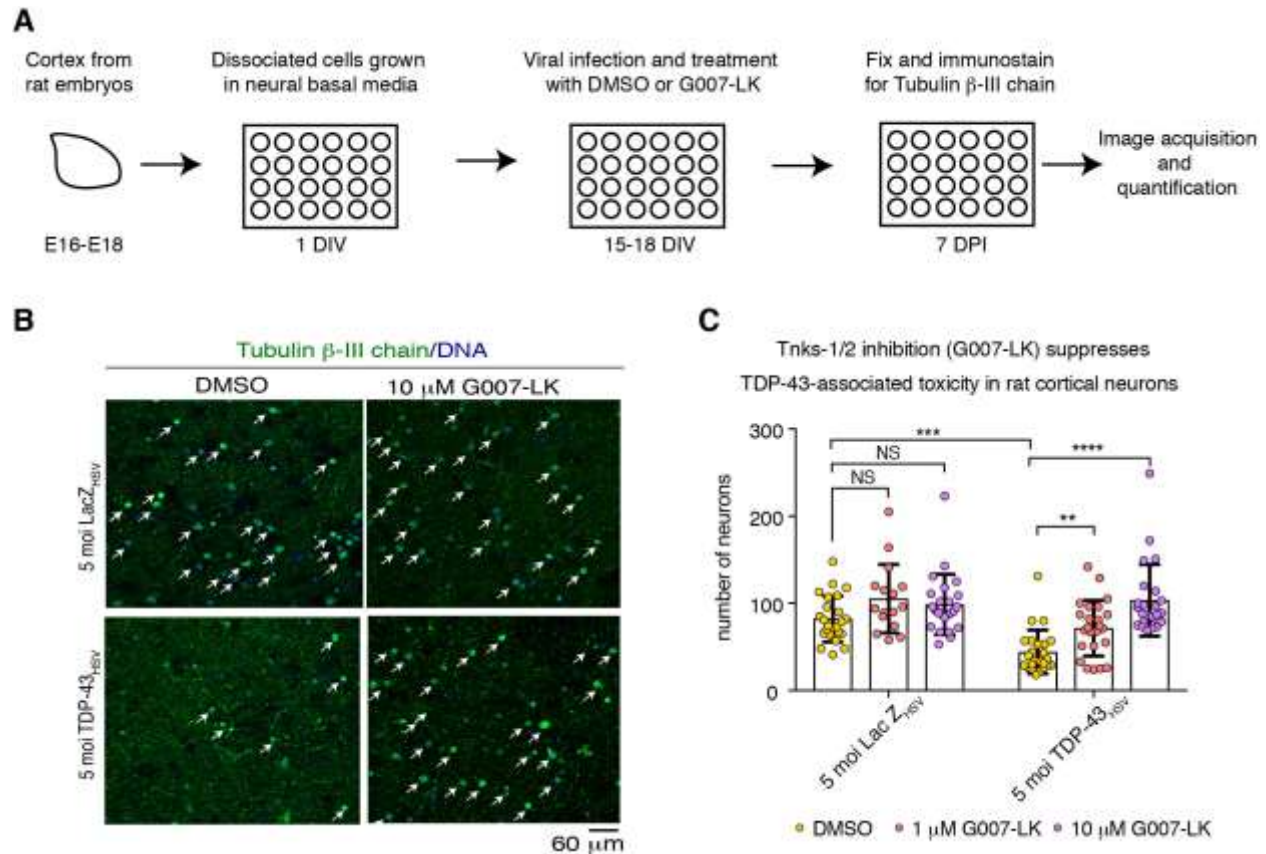 A
Cortex from
rat embryos
Dissociated cells grown
in neural basal media
Viral infection and treatment
with DMSO or G007-LK
Fix and immunostain
for Tubulin β-III chain
Image acquisition
and
quantification
E16-E18
1 DIV
15-18 DIV
7 DPI
B
Tubulin β-III chain/DNA
DMSO
10 μM G007-LK
5 moi LacZHSV
5 moi TDP-43HSV
60 μm
C
Tnks-1/2 inhibition (G007-LK) suppresses
TDP-43-associated toxicity in rat cortical neurons
number of neurons
300
200
100
0
***
NS
NS
****
**
5 moi Lac ZHSV
5 moi TDP-43HSV
DMSO
1 μM G007-LK
10 μM G007-LK